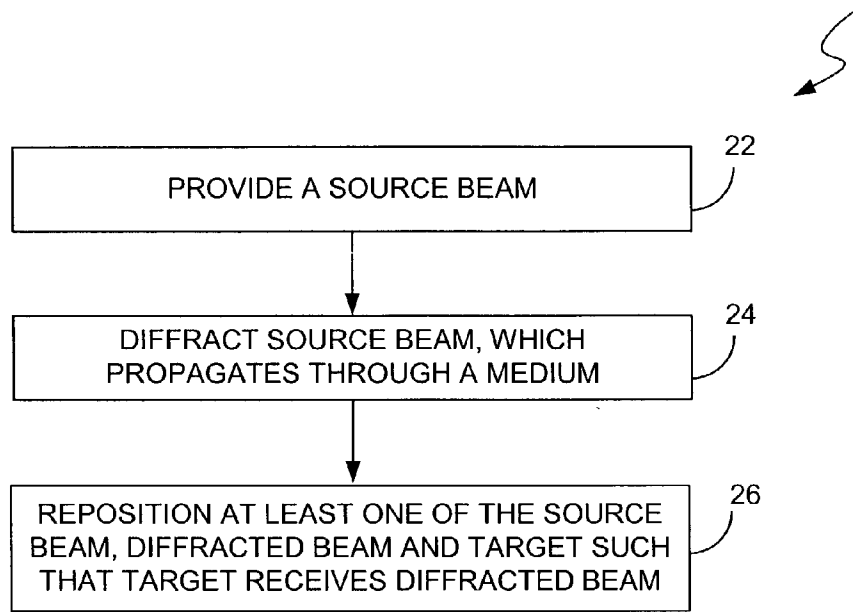 22
PROVIDE A SOURCE BEAM
24
DIFFRACT SOURCE BEAM, WHICH
PROPAGATES THROUGH A MEDIUM
26
REPOSITION AT LEAST ONE OF THE SOURCE
BEAM, DIFFRACTED BEAM AND TARGET SUCH
THAT TARGET RECEIVES DIFFRACTED BEAM